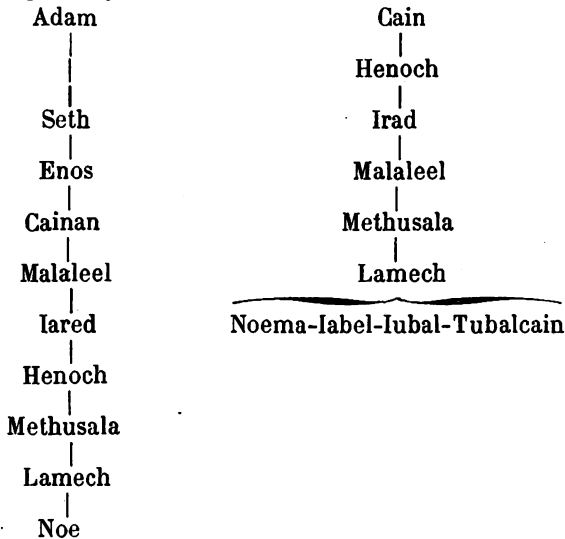 Adam
Seth
Enos
Cainan
Malaleel
Iared
Henoch
Methusala
Lamech
Noe
Cain
Henoch
Irad
Malaleel
Methusala
Lamech
Noema-Iabel-Iubal-Tubalcain